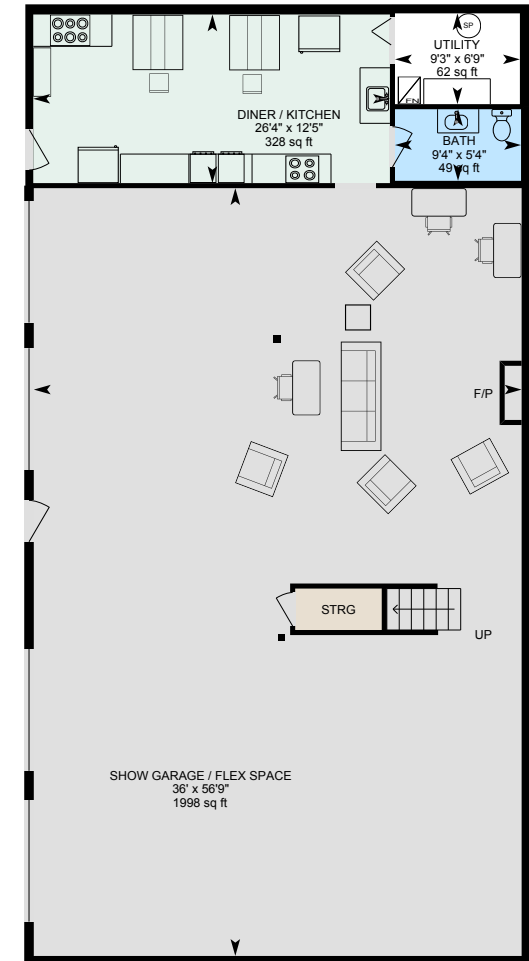 SP
UTILITY
9'3" x 6'9"
62 sq ft
FN
DINER / KITCHEN
26'4" x 12'5"
328 sq ft
BATH
9'4" x 5'4"
49 sq ft
F/P
STRG
UP
SHOW GARAGE / FLEX SPACE
36' x 56'9"
1998 sq ft